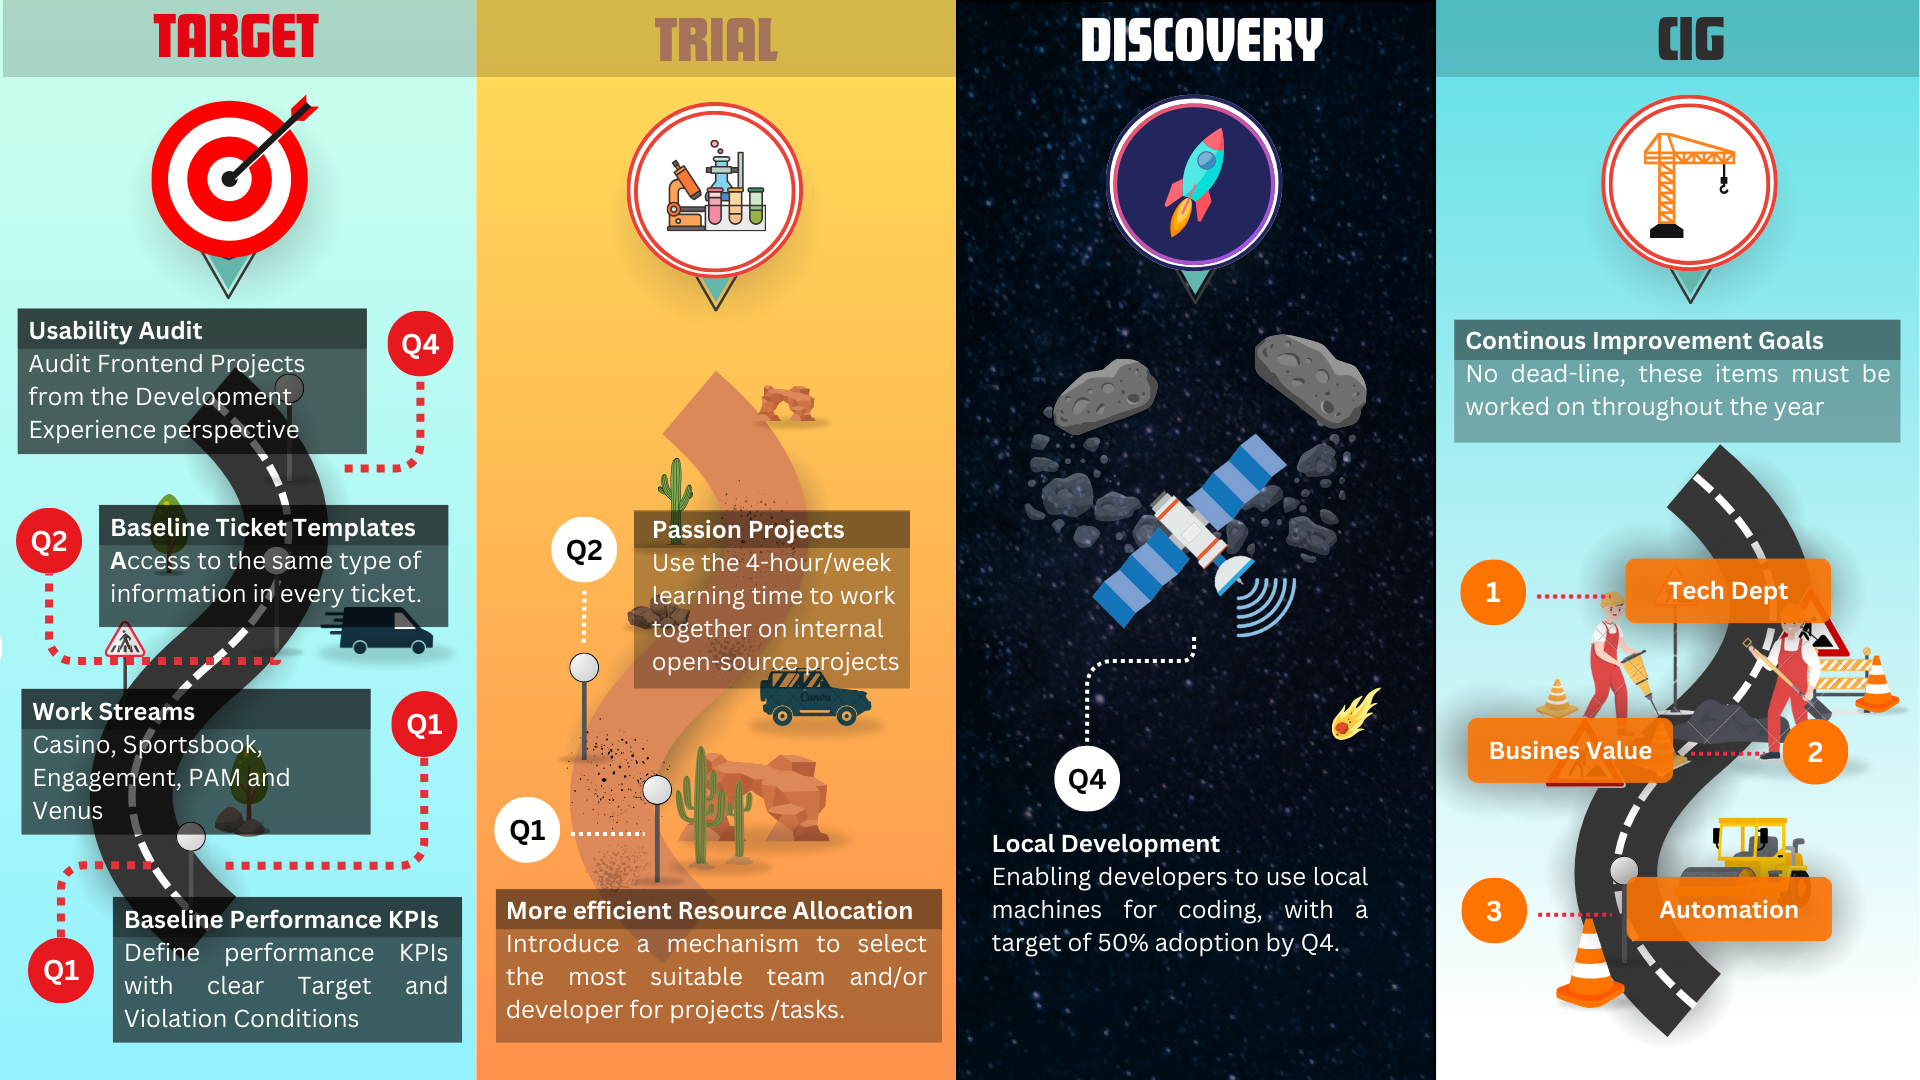 TARGET
Usability Audit
Audit Frontend Projects
from the Development
Experience perspective
Q4
Q2
Baseline Ticket Templates
Access to the same type of
information in every ticket.
Work Streams
Casino, Sportsbook,
Engagement, PAM and
Venus
Q1
Q1
Baseline Performance KPIs
Define performance KPIs
with clear Target and
Violation Conditions
TRIAL
Q2
Passion Projects
Use the 4-hour/week
learning time to work
together on internal
open-source projects
Canva
Q1
More efficient Resource Allocation
Introduce a mechanism to select
the most suitable team and/or
developer for projects /tasks.
DISCOVERY
Q4
Local Development
Enabling developers to use local
machines for coding, with a
target of 50% adoption by Q4.
CIG
Continous Improvement Goals
No dead-line, these items must be
worked on throughout the year
1
Tech Dept
Busines Value
2
3
Automation